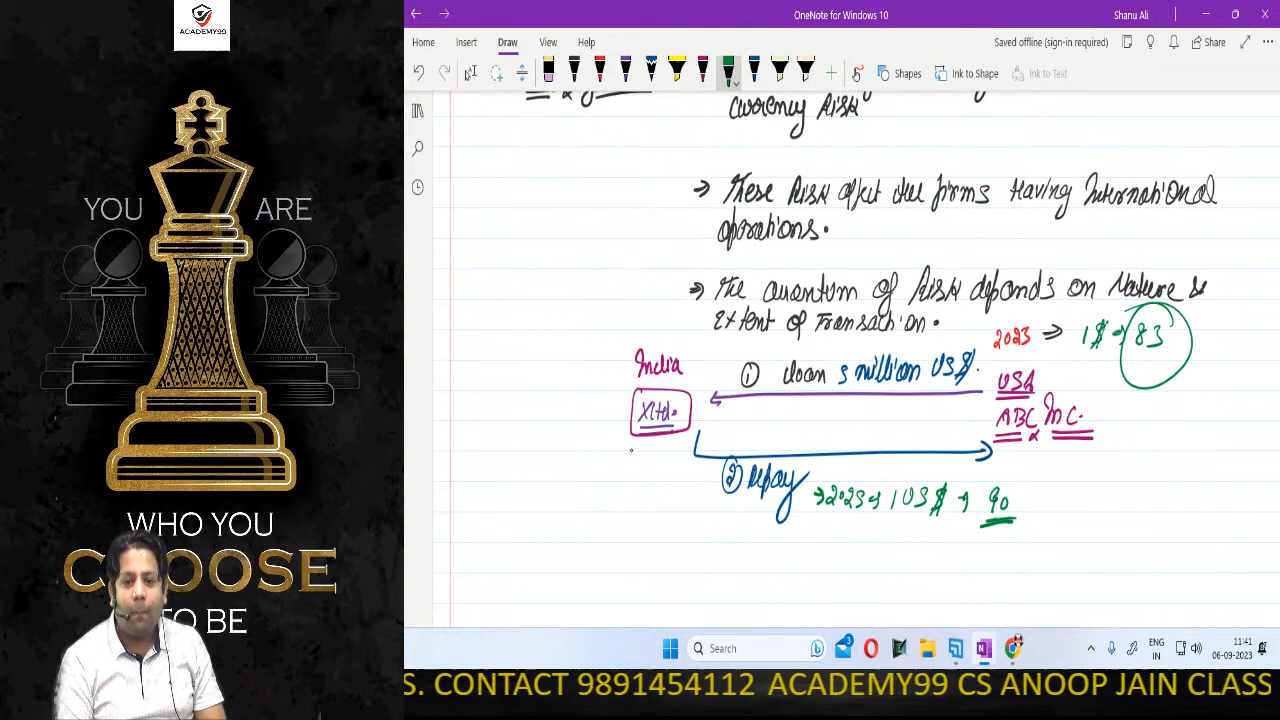 ACADEMY99
YOU ARE
WHO YOU
CHOOSE
TO BE
OneNote for Windows 10
Shanu Ali
Home Insert Draw View Help
Saved offline (sign-in required)
Share
Shapes Ink to Shape Ink to Text
currency Risk
⇒ These Risk afect the firms Having International
operations.
⇒ The quantum of Risk depends on Nature &
Extent of Transaction.
2023 ⇒ 1$ → 83
India
① Loan 5 million US$.
USA
X Ltd.
ABC INC.
② Repay
→ 2025 → 1 US$ → 90
Search
3
ENG
IN
11:41
06-09-2023
S. CONTACT 9891454112 ACADEMY99 CS ANOOP JAIN CLASS